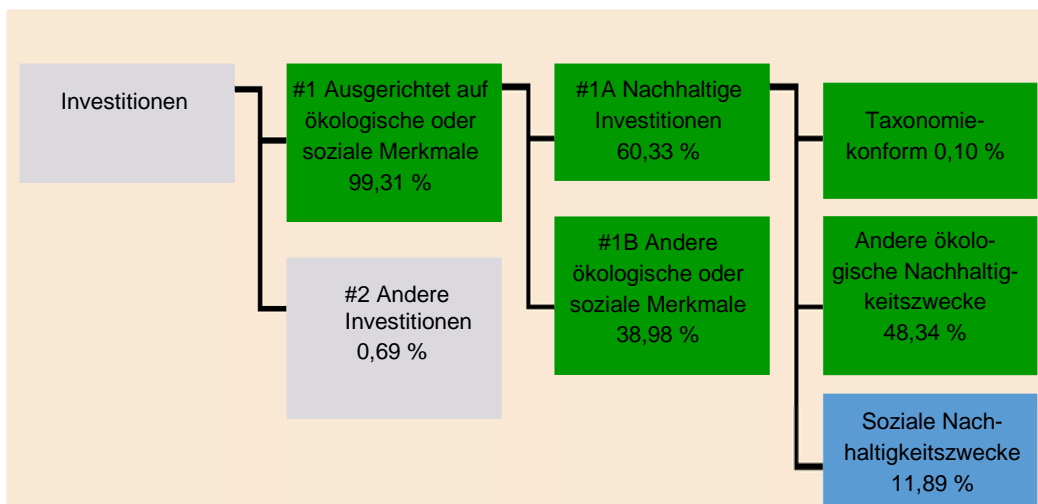 Investitionen
#1 Ausgerichtet auf
ökologische oder
soziale Merkmale
99,31 %
#2 Andere
Investitionen
0,69 %
#1A Nachhaltige
Investitionen
60,33 %
#1B Andere
ökologische oder
soziale Merkmale
38,98 %
Taxonomie-
konform 0,10 %
Andere ökolo-
gische Nachhaltig-
keitszwecke
48,34 %
Soziale Nach-
haltigkeitszwecke
11,89 %